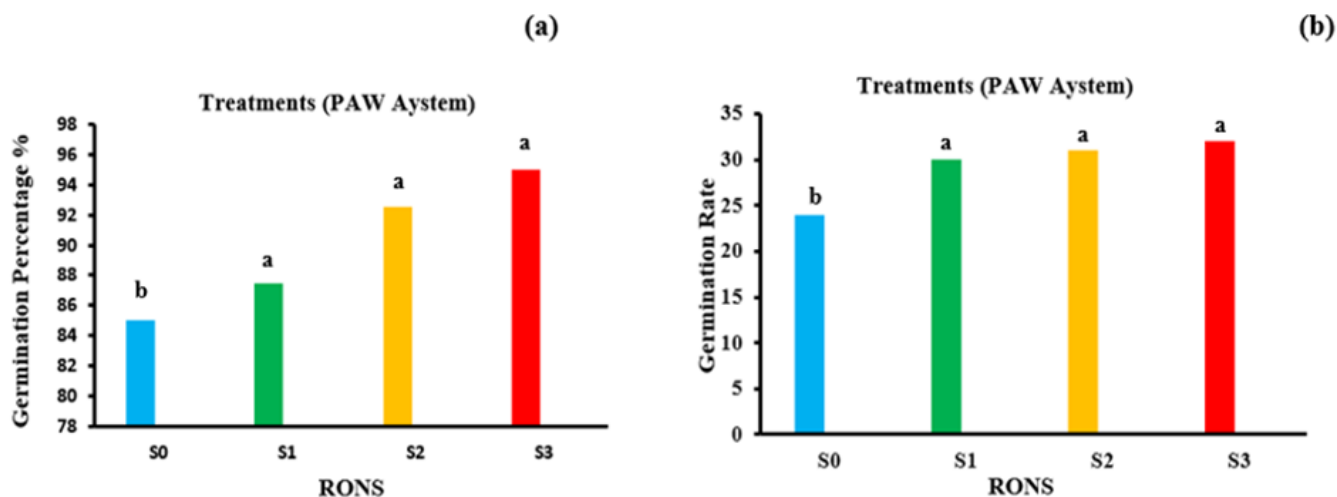 (a)
Treatments (PAW Aystem)
Germination Percentage %
98
96
94
92
90
88
86
84
82
80
78
b
a
a
a
S0 S1 S2 S3
RONS
(b)
Treatments (PAW Aystem)
Germination Rate
35
30
25
20
15
10
5
0
b
a
a
a
S0 S1 S2 S3
RONS